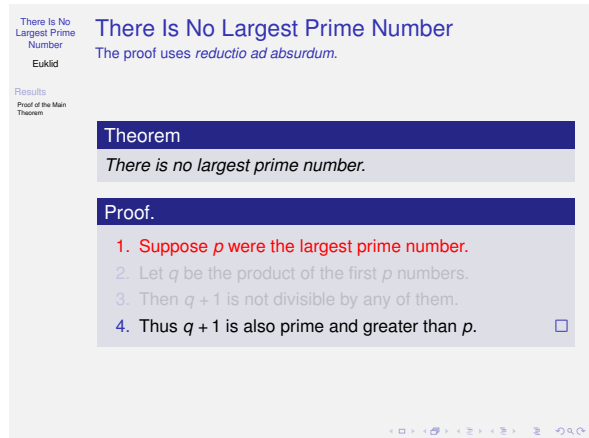 There Is No
Largest Prime
Number
Euklid
Results
Proof of the Main
Theorem
There Is No Largest Prime Number
The proof uses reductio ad absurdum.
Theorem
There is no largest prime number.
Proof.
1. Suppose p were the largest prime number.
2. Let q be the product of the first p numbers.
3. Then q + 1 is not divisible by any of them.
4. Thus q + 1 is also prime and greater than p. □